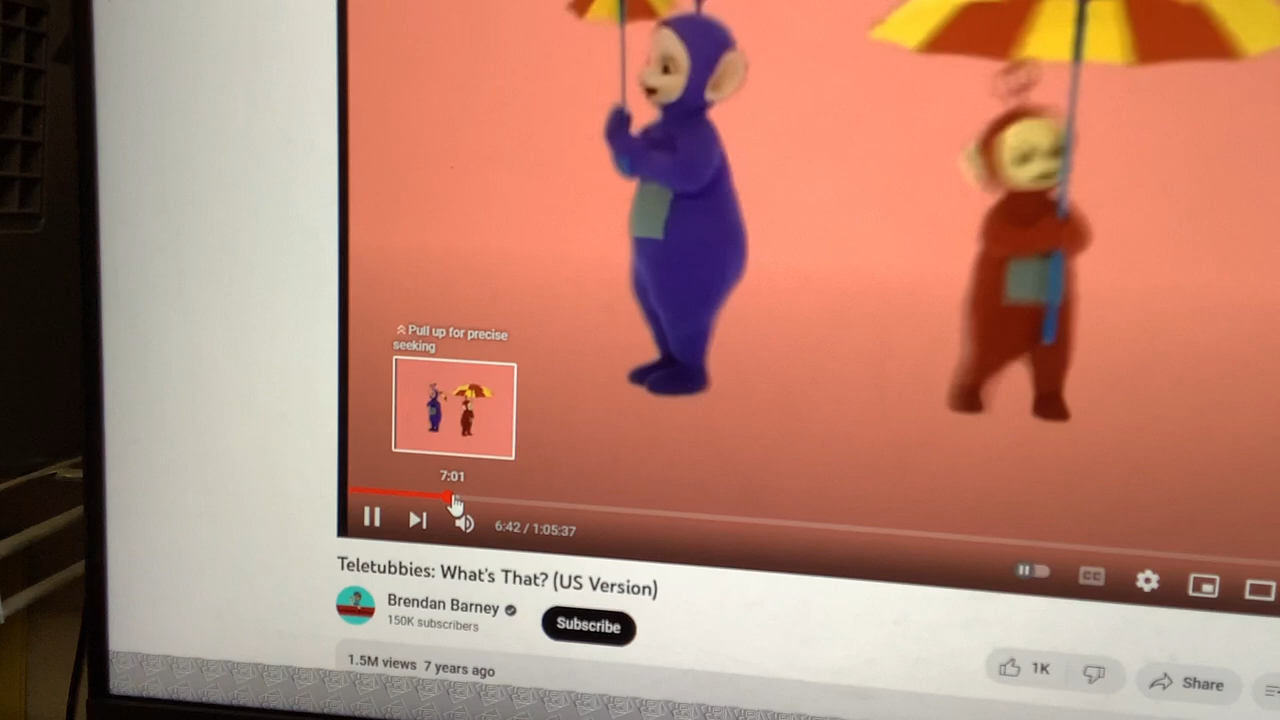 Pull up for precise
seeking
7:01
6:42 / 1:05:37
CC
Teletubbies: What's That? (US Version)
Brendan Barney
150K subscribers
Subscribe
1.5M views 7 years ago
1K
Share